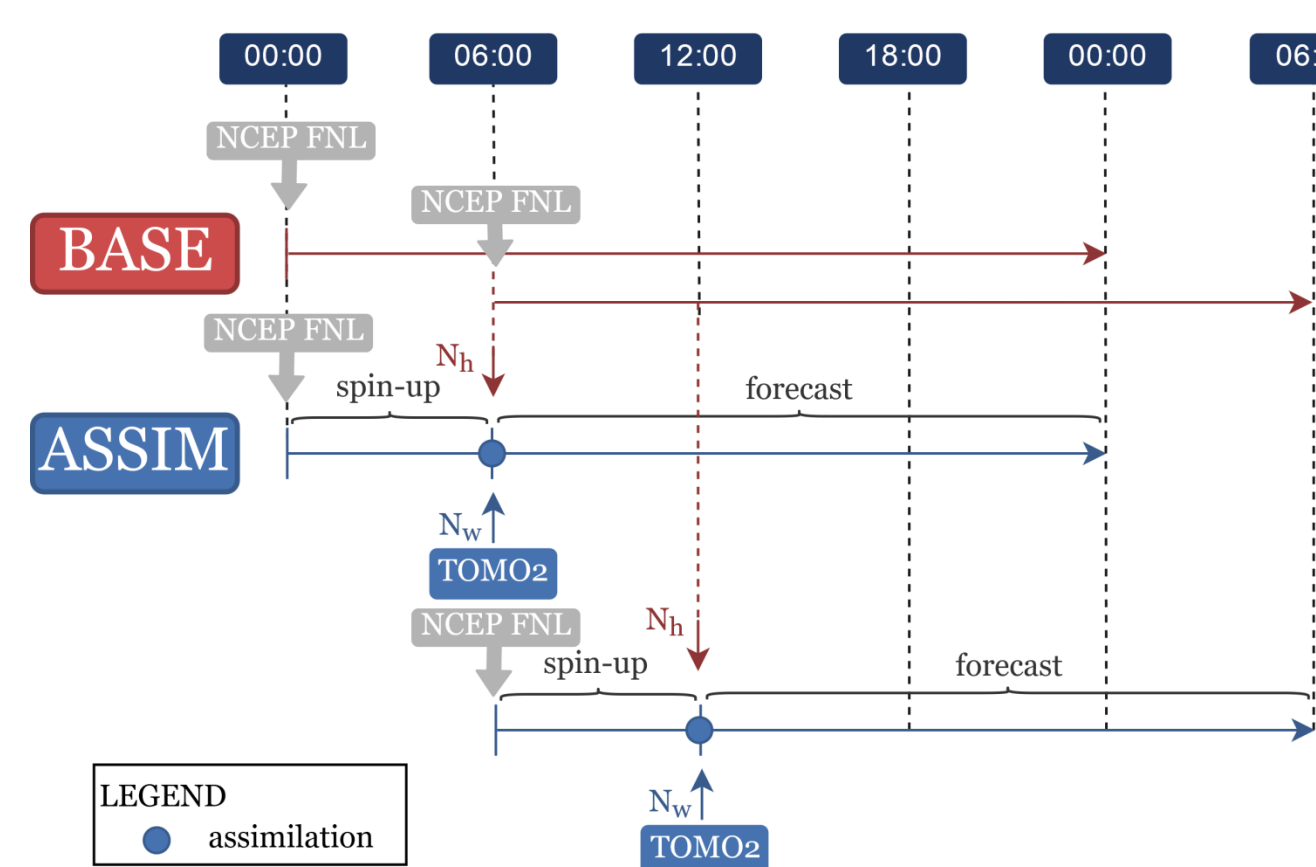 00:00 06:00 12:00 18:00 00:00 06:
NCEP FNL
NCEP FNL
BASE
NCEP FNL
Nh
spin-up forecast
ASSIM
Nw
TOMO2
NCEP FNL
Nh
spin-up forecast
LEGEND
assimilation
Nw
TOMO2